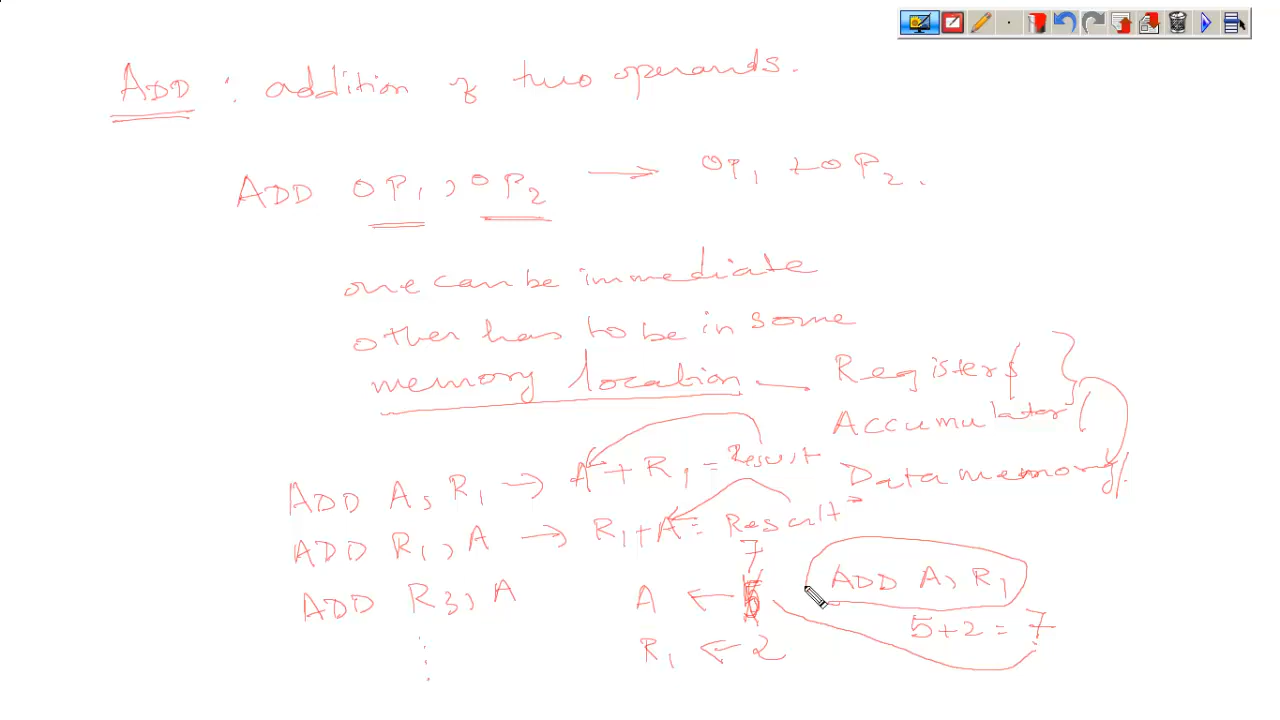 ADD : addition of two operands.
ADD OP1, OP2 → OP1 + OP2.
one can be immediate
other has to be in some
memory location — Registers/
Accumulator/
Data memory/.
ADD A, R1 → A + R1 = Result
ADD R1, A → R1 + A = Result
ADD R3, A
7
A ← 5
R1 ← 2
ADD A, R1
5+2 = 7